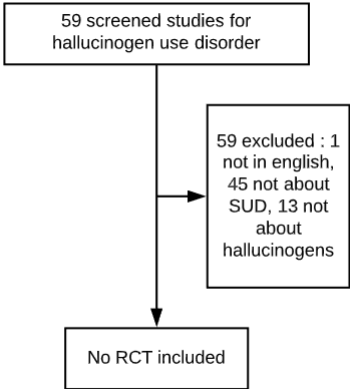 59 screened studies for
hallucinogen use disorder
59 excluded : 1
not in english,
45 not about
SUD, 13 not
about
hallucinogens
No RCT included